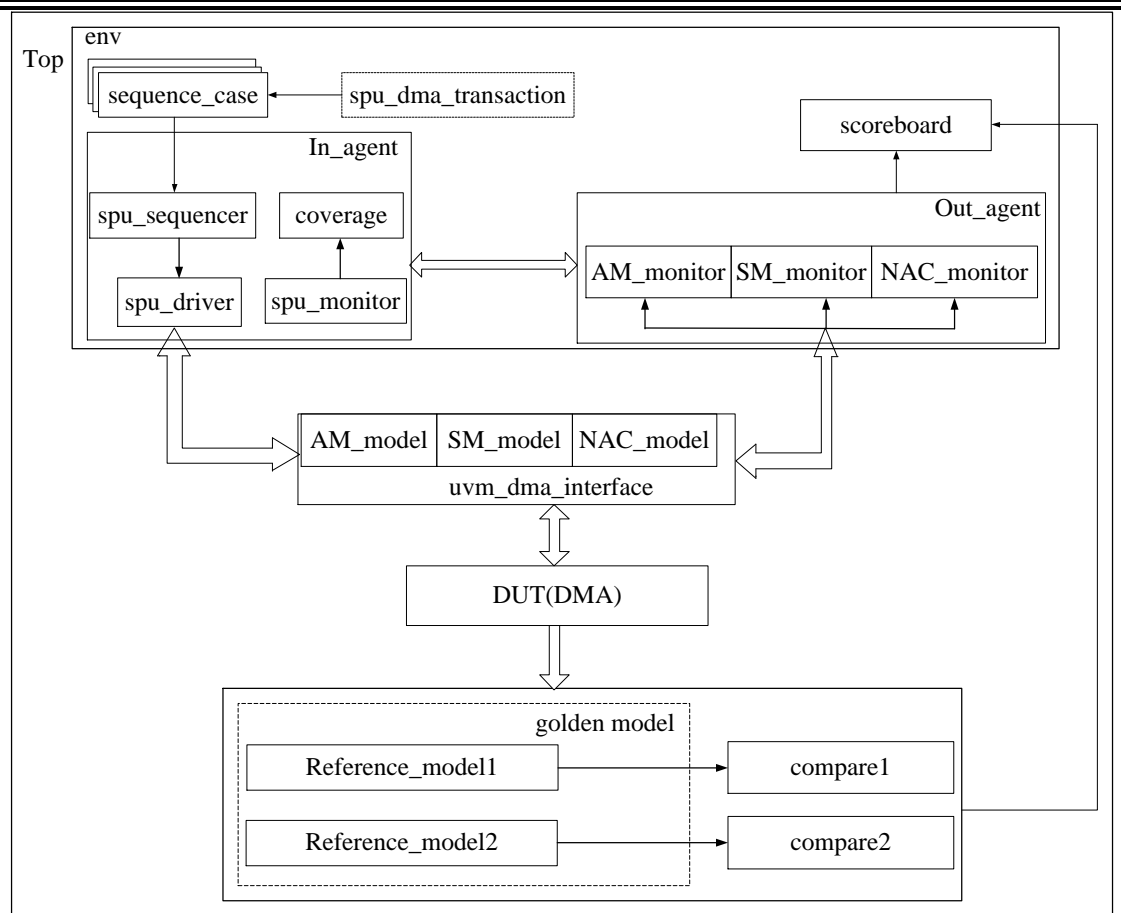 env
Top
sequence_case
spu_dma_transaction
scoreboard
In_agent
spu_sequencer
coverage
spu_driver
spu_monitor
Out_agent
AM_monitor
SM_monitor
NAC_monitor
AM_model
SM_model
NAC_model
uvm_dma_interface
DUT(DMA)
golden model
Reference_model1
compare1
Reference_model2
compare2